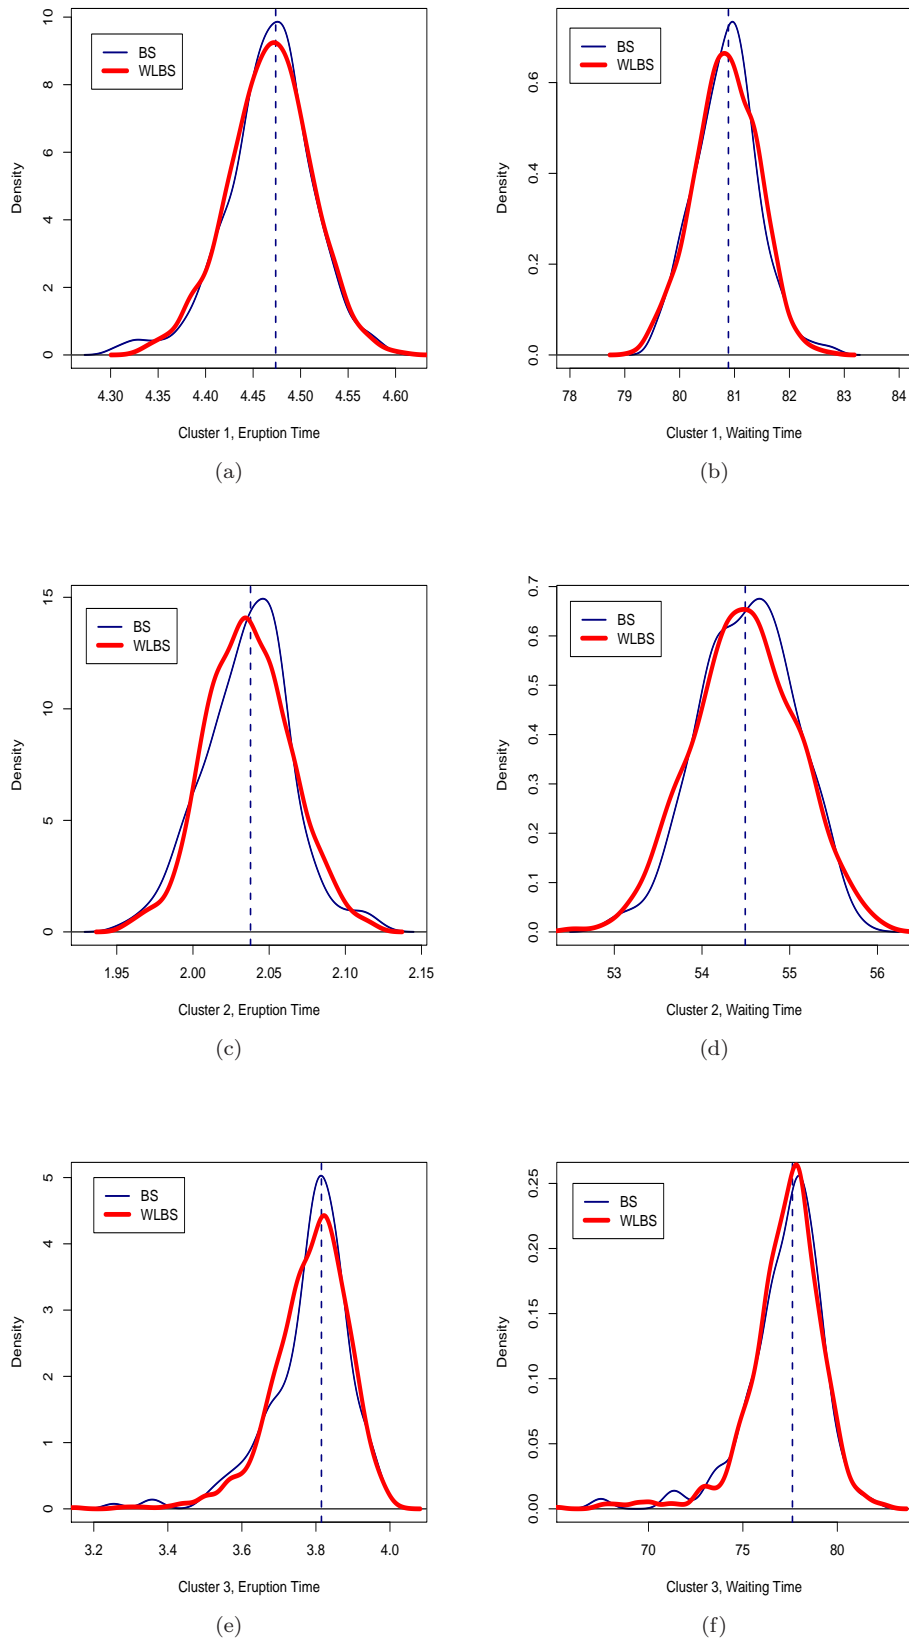 BS
WLBS
Density
0 2 4 6 8 10
4.30 4.35 4.40 4.45 4.50 4.55 4.60
Cluster 1, Eruption Time
(a)
BS
WLBS
Density
0.0 0.2 0.4 0.6
78 79 80 81 82 83 84
Cluster 1, Waiting Time
(b)
BS
WLBS
Density
0 5 10 15
1.95 2.00 2.05 2.10 2.15
Cluster 2, Eruption Time
(c)
BS
WLBS
Density
0.0 0.1 0.2 0.3 0.4 0.5 0.6 0.7
53 54 55 56
Cluster 2, Waiting Time
(d)
BS
WLBS
Density
0 1 2 3 4 5
3.2 3.4 3.6 3.8 4.0
Cluster 3, Eruption Time
(e)
BS
WLBS
Density
0.00 0.05 0.10 0.15 0.20 0.25
70 75 80
Cluster 3, Waiting Time
(f)